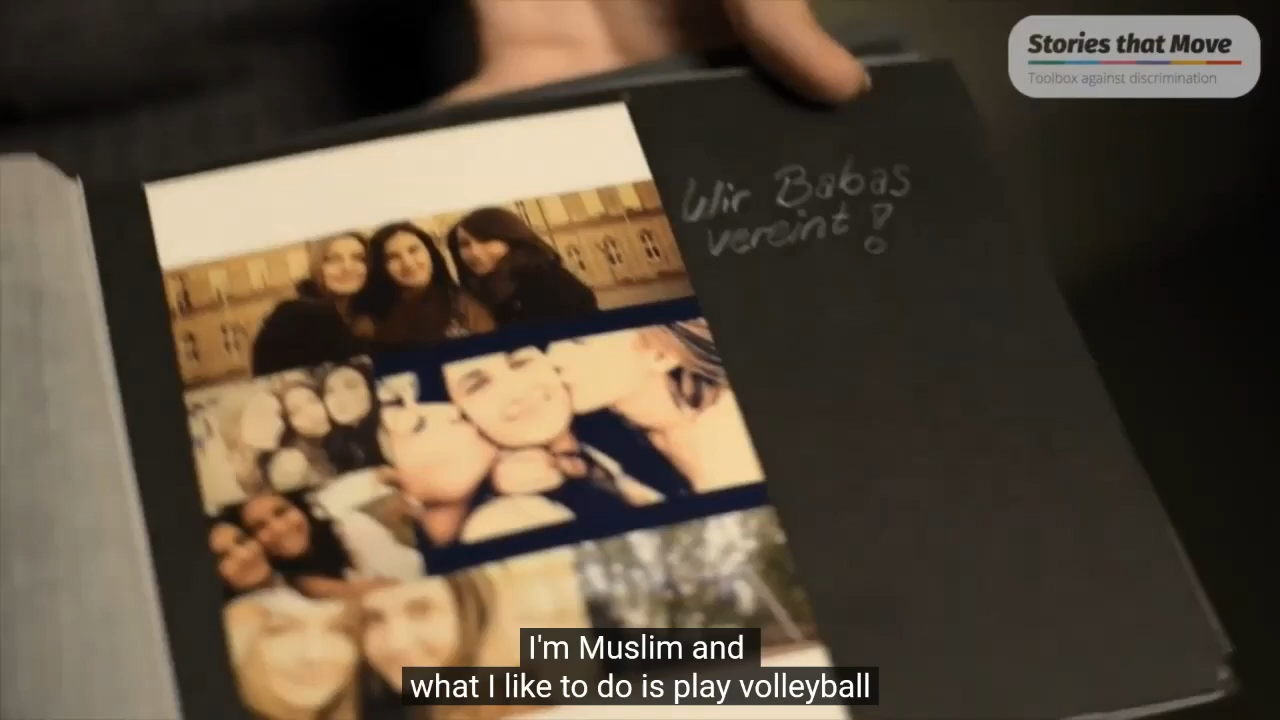 Stories that Move
Toolbox against discrimination
Wir Babas
vereint!
I'm Muslim and
what I like to do is play volleyball